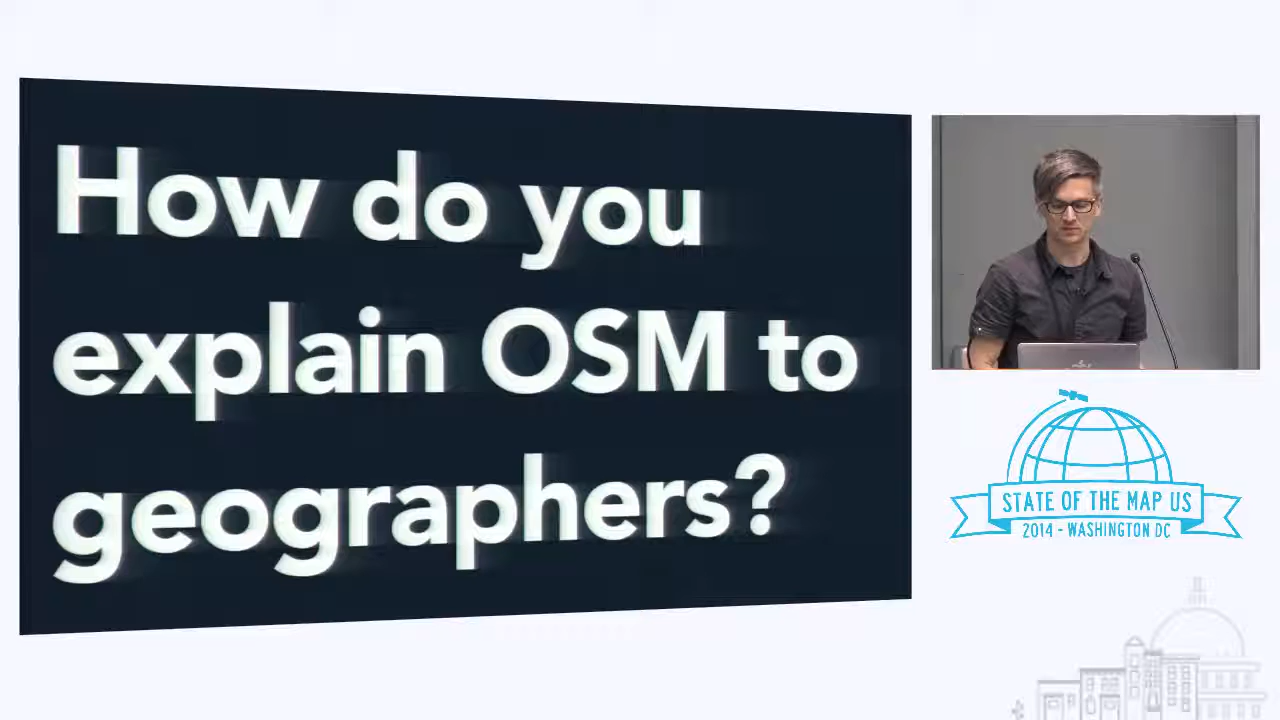 How do you
explain OSM to
geographers?
STATE OF THE MAP US
2014 - WASHINGTON DC